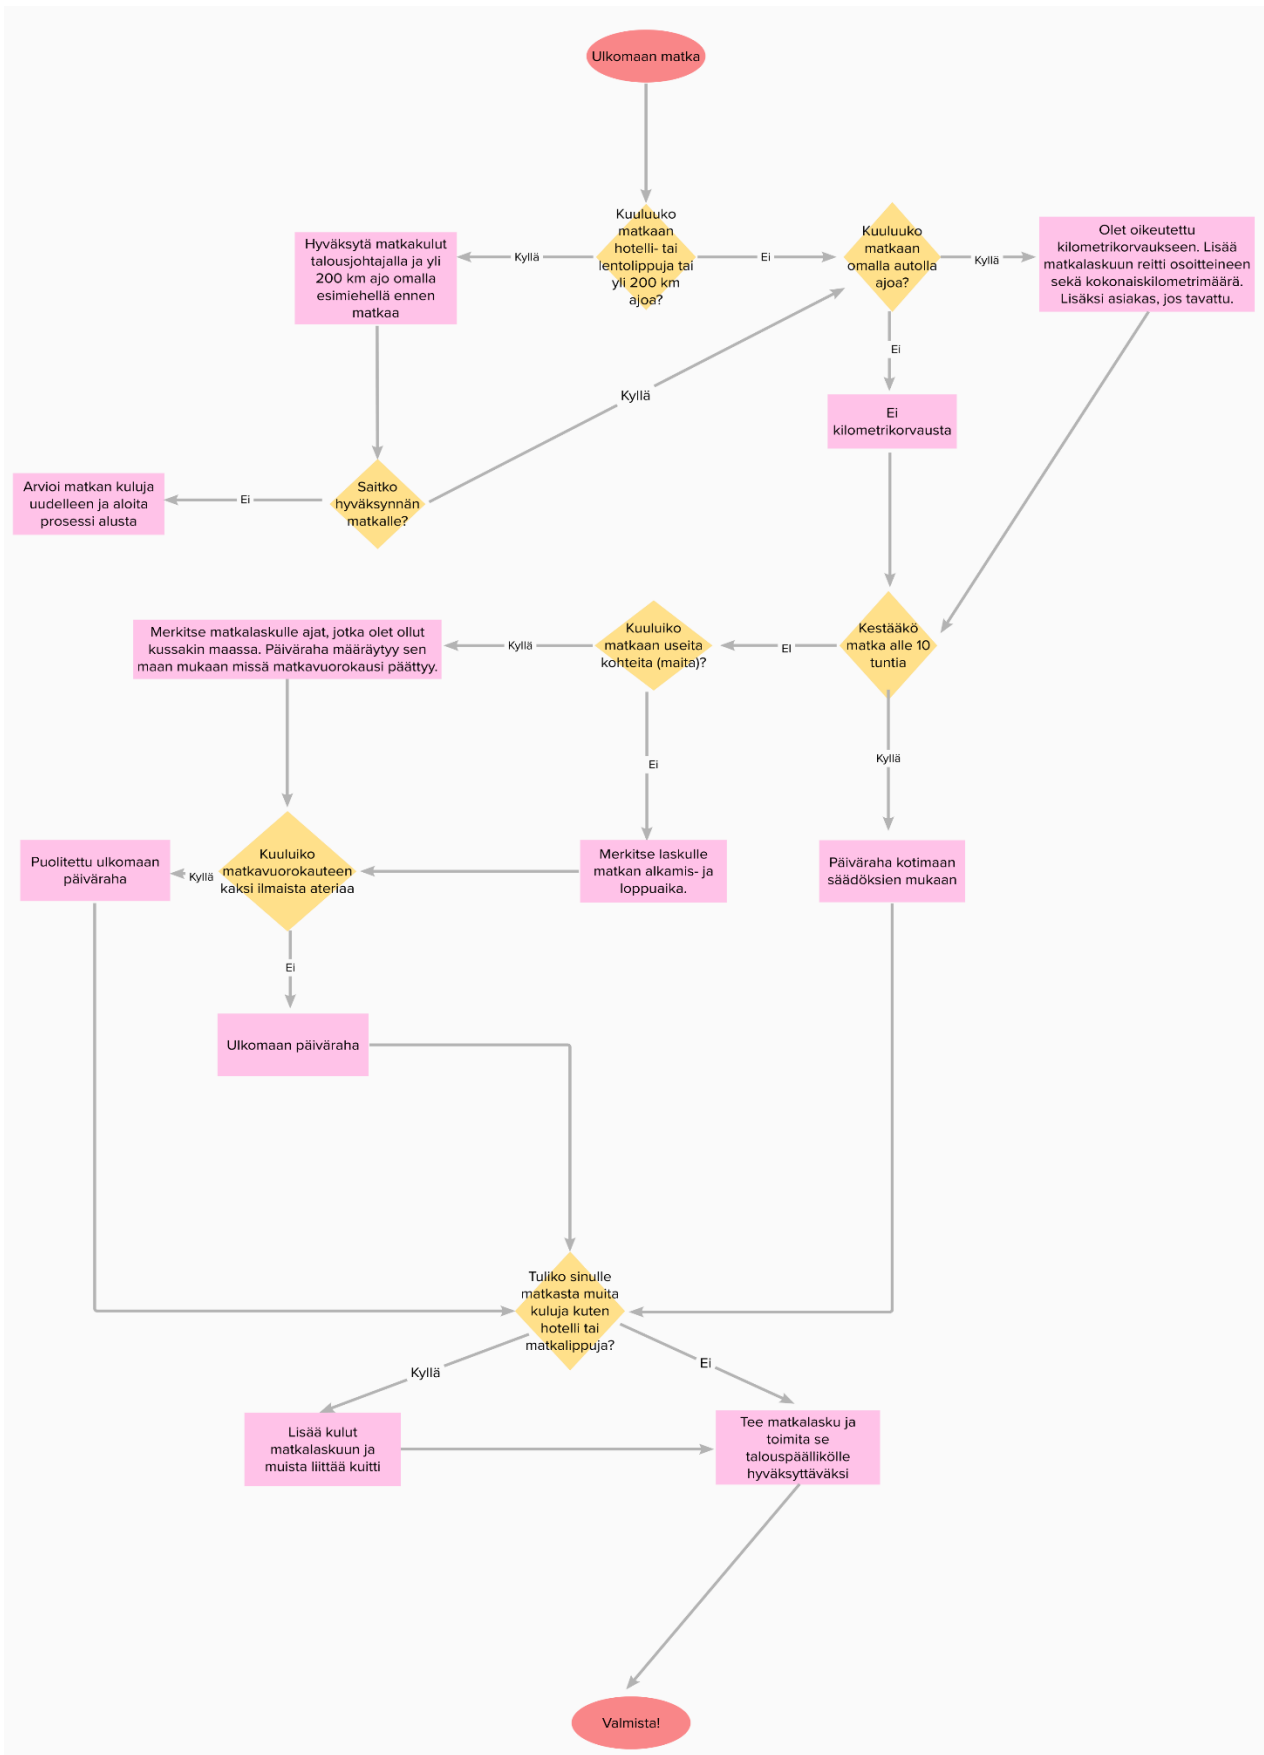 Ulkomaan matka
Kuuluuko
matkaan
hotelli- tai
lentolippuja tai
yli 200 km
ajoa?
Kyllä
Ei
Hyväksytä matkakulut
talousjohtajalla ja yli
200 km ajo omalla
esimiehellä ennen
matkaa
Kuuluuko
matkaan
omalla autolla
ajoa?
Kyllä
Olet oikeutettu
kilometrikorvaukseen. Lisää
matkalaskuun reitti osoitteineen
sekä kokonaiskilometrimäärä.
Lisäksi asiakas, jos tavattu.
Ei
Kyllä
Ei
kilometrikorvausta
Saitko
hyväksynnän
matkalle?
Ei
Arvioi matkan kuluja
uudelleen ja aloita
prosessi alusta
Kestääkö
matka alle 10
tuntia
EI
Kuuluiko
matkaan useita
kohteita (maita)?
Kyllä
Merkitse matkalaskulle ajat, jotka olet ollut
kussakin maassa. Päiväraha määräytyy sen
maan mukaan missä matkavuorokausi päättyy.
Kyllä
Ei
Päiväraha kotimaan
säädöksien mukaan
Merkitse laskulle
matkan alkamis- ja
loppuaika.
Kuuluiko
matkavuorokauteen
kaksi ilmaista ateriaa
Kyllä
Puolitettu ulkomaan
päiväraha
Ei
Ulkomaan päiväraha
Tuliko sinulle
matkasta muita
kuluja kuten
hotelli tai
matkalippuja?
Kyllä
Ei
Lisää kulut
matkalaskuun ja
muista liittää kuitti
Tee matkalasku ja
toimita se
talouspäällikölle
hyväksyttäväksi
Valmista!